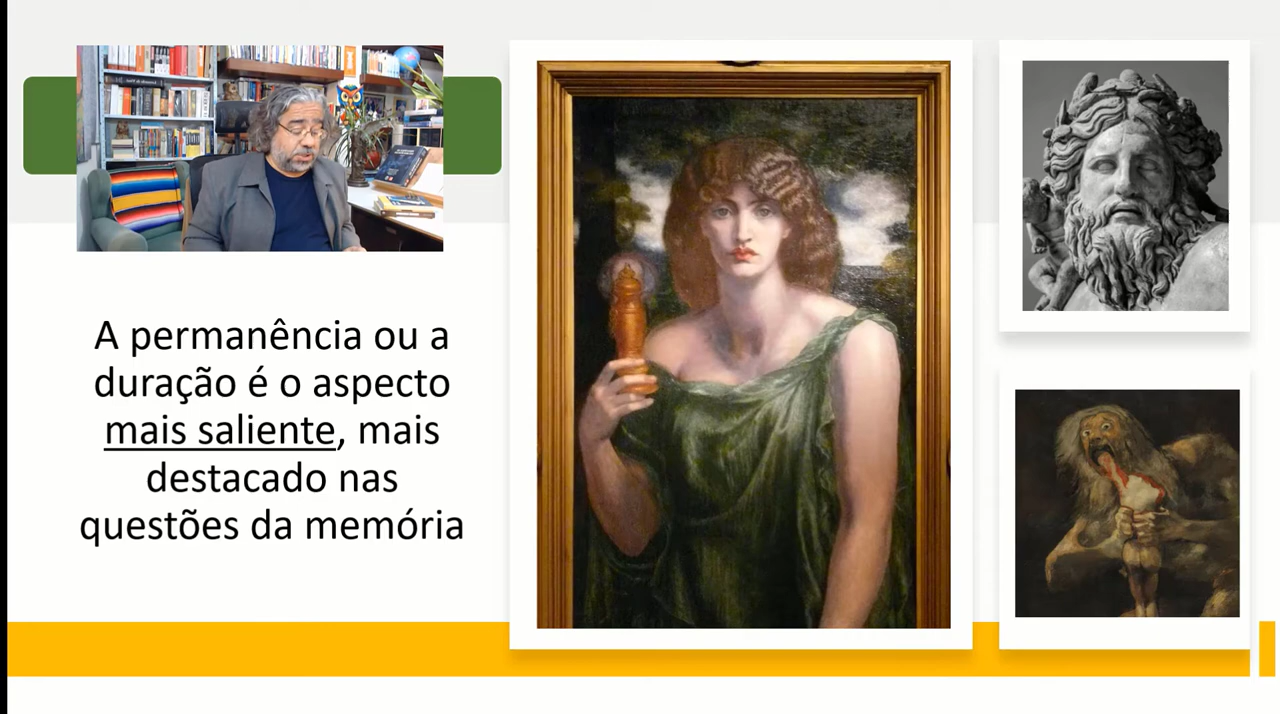 A permanência ou a
duração é o aspecto
mais saliente, mais
destacado nas
questões da memória